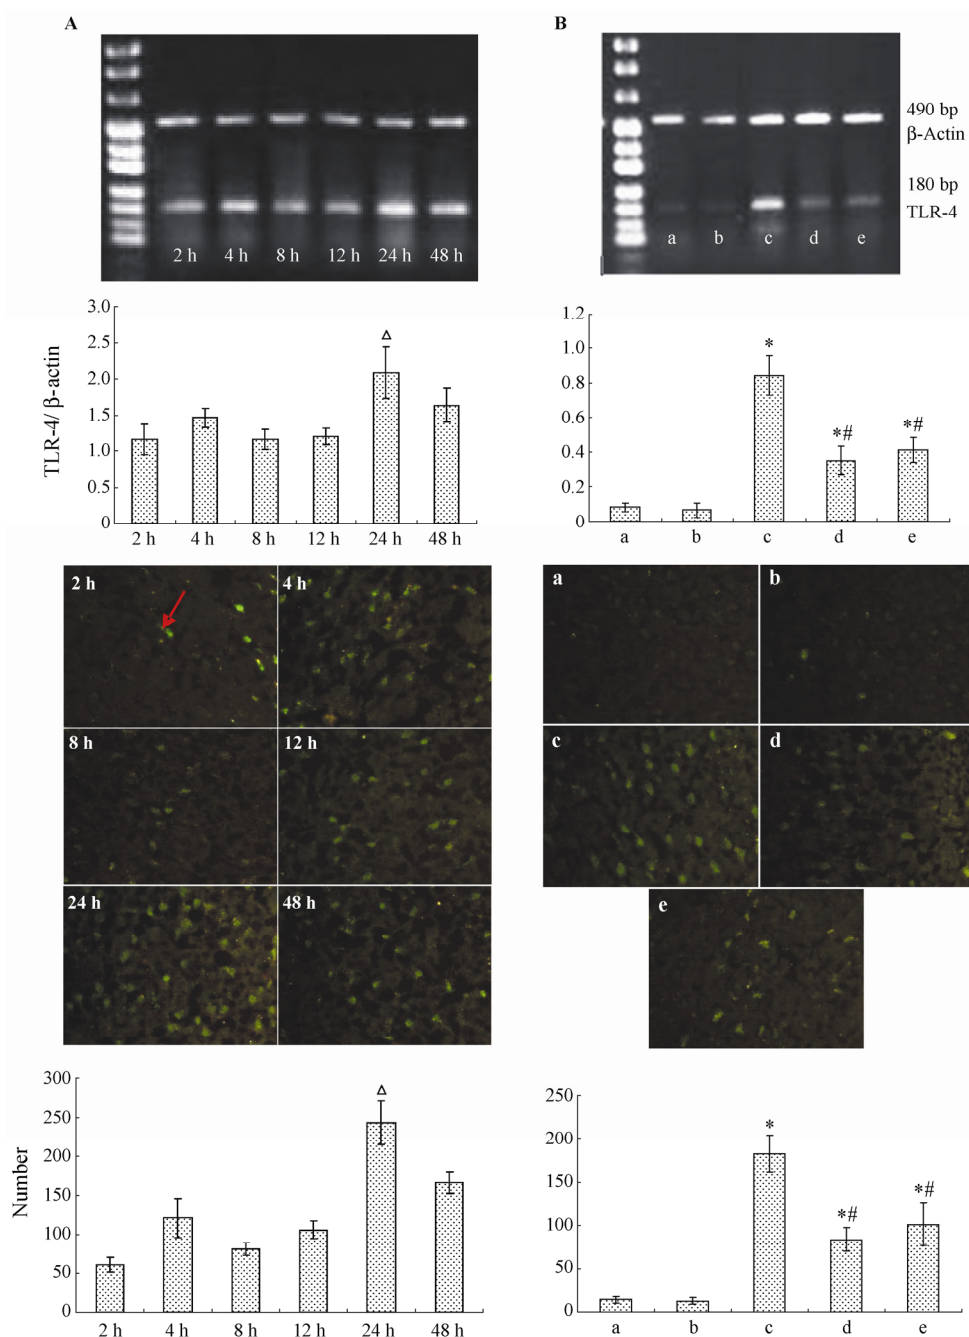 A
B
490 bp
β-Actin
180 bp
TLR-4
2 h 4 h 8 h 12 h 24 h 48 h
a b c d e
TLR-4/ β-actin
3.0
2.5
2.0
1.5
1.0
0.5
0
Δ
2 h 4 h 8 h 12 h 24 h 48 h
1.2
1.0
0.8
0.6
0.4
0.2
0
*
*#
*#
a b c d e
2 h
4 h
8 h
12 h
24 h
48 h
a
b
c
d
e
Number
300
250
200
150
100
50
0
Δ
2 h 4 h 8 h 12 h 24 h 48 h
250
200
150
100
50
0
*
*#
*#
a b c d e